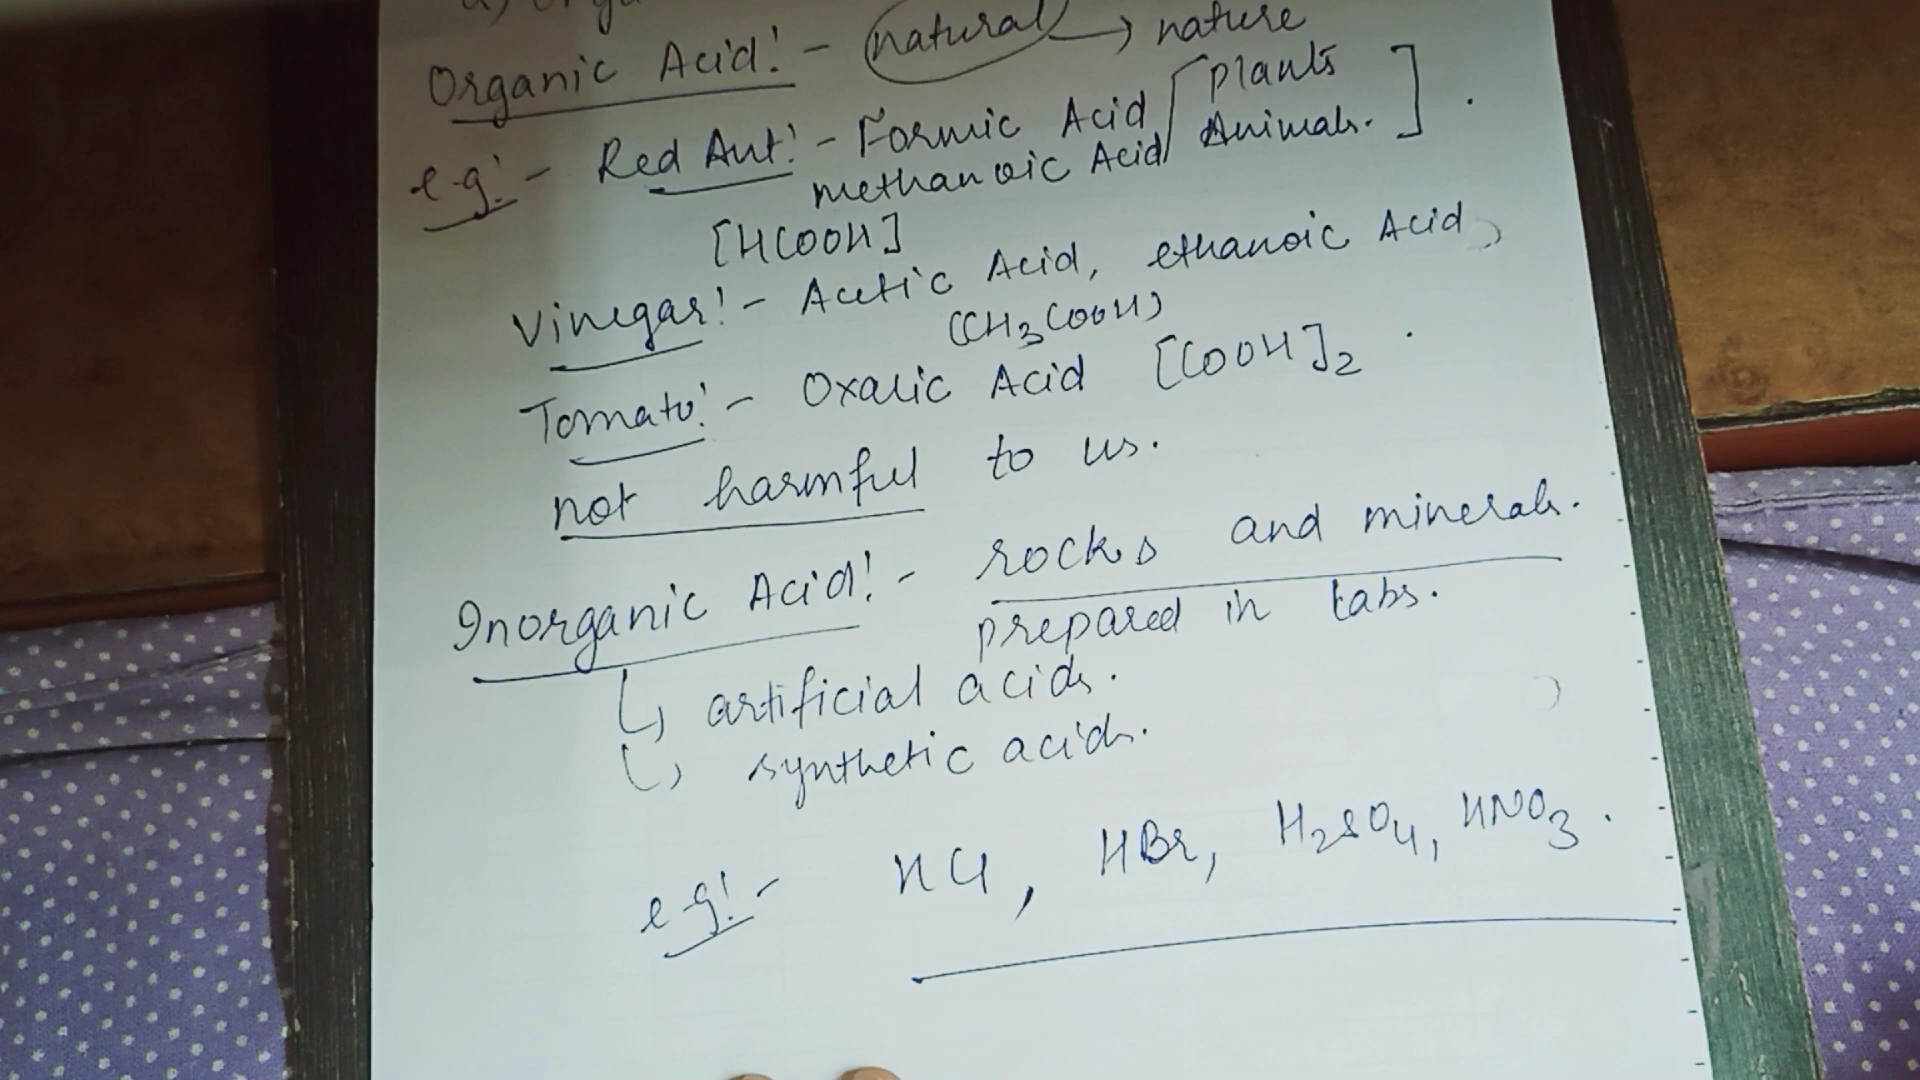 Organic Acid:- natural → nature
[Plants
Animals.]
e.g:- Red Ant:- Formic Acid,
methanoic Acid
[HCOOH]
Vinegar:- Acetic Acid, ethanoic Acid
(CH3COOH)
Tomato:- Oxalic Acid [COOH]2
not harmful to us.
Inorganic Acid:- rocks and minerals.
prepared in labs.
↳ artificial acids.
↳ synthetic acids.
e.g:- HCl, HBr, H2SO4, HNO3.